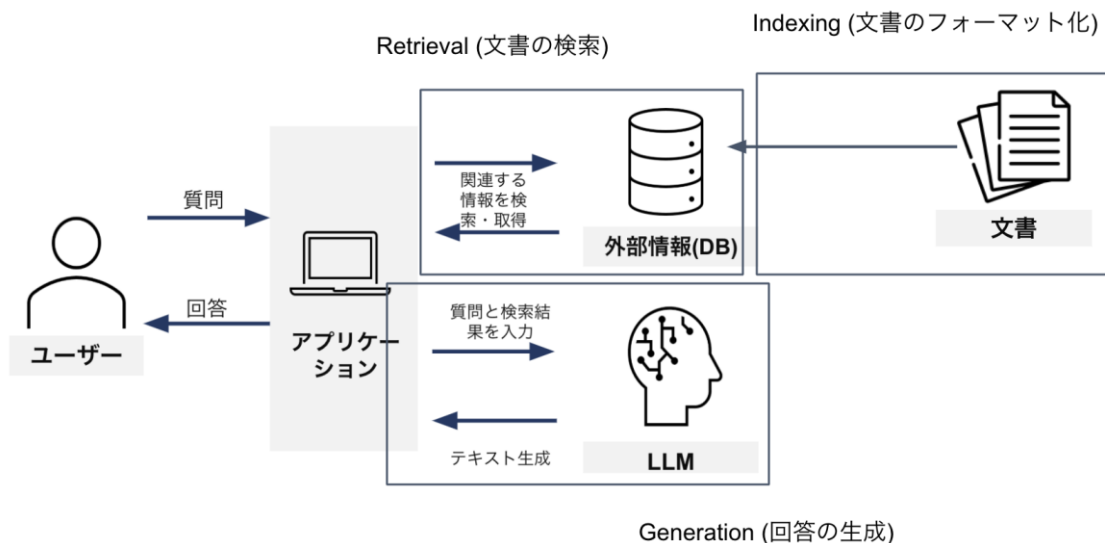 Indexing (文書のフォーマット化)
Retrieval (文書の検索)
関連する
情報を検
索・取得
質問
外部情報(DB)
文書
回答
ユーザー
アプリケー
ション
質問と検索結
果を入力
テキスト生成
LLM
Generation (回答の生成)